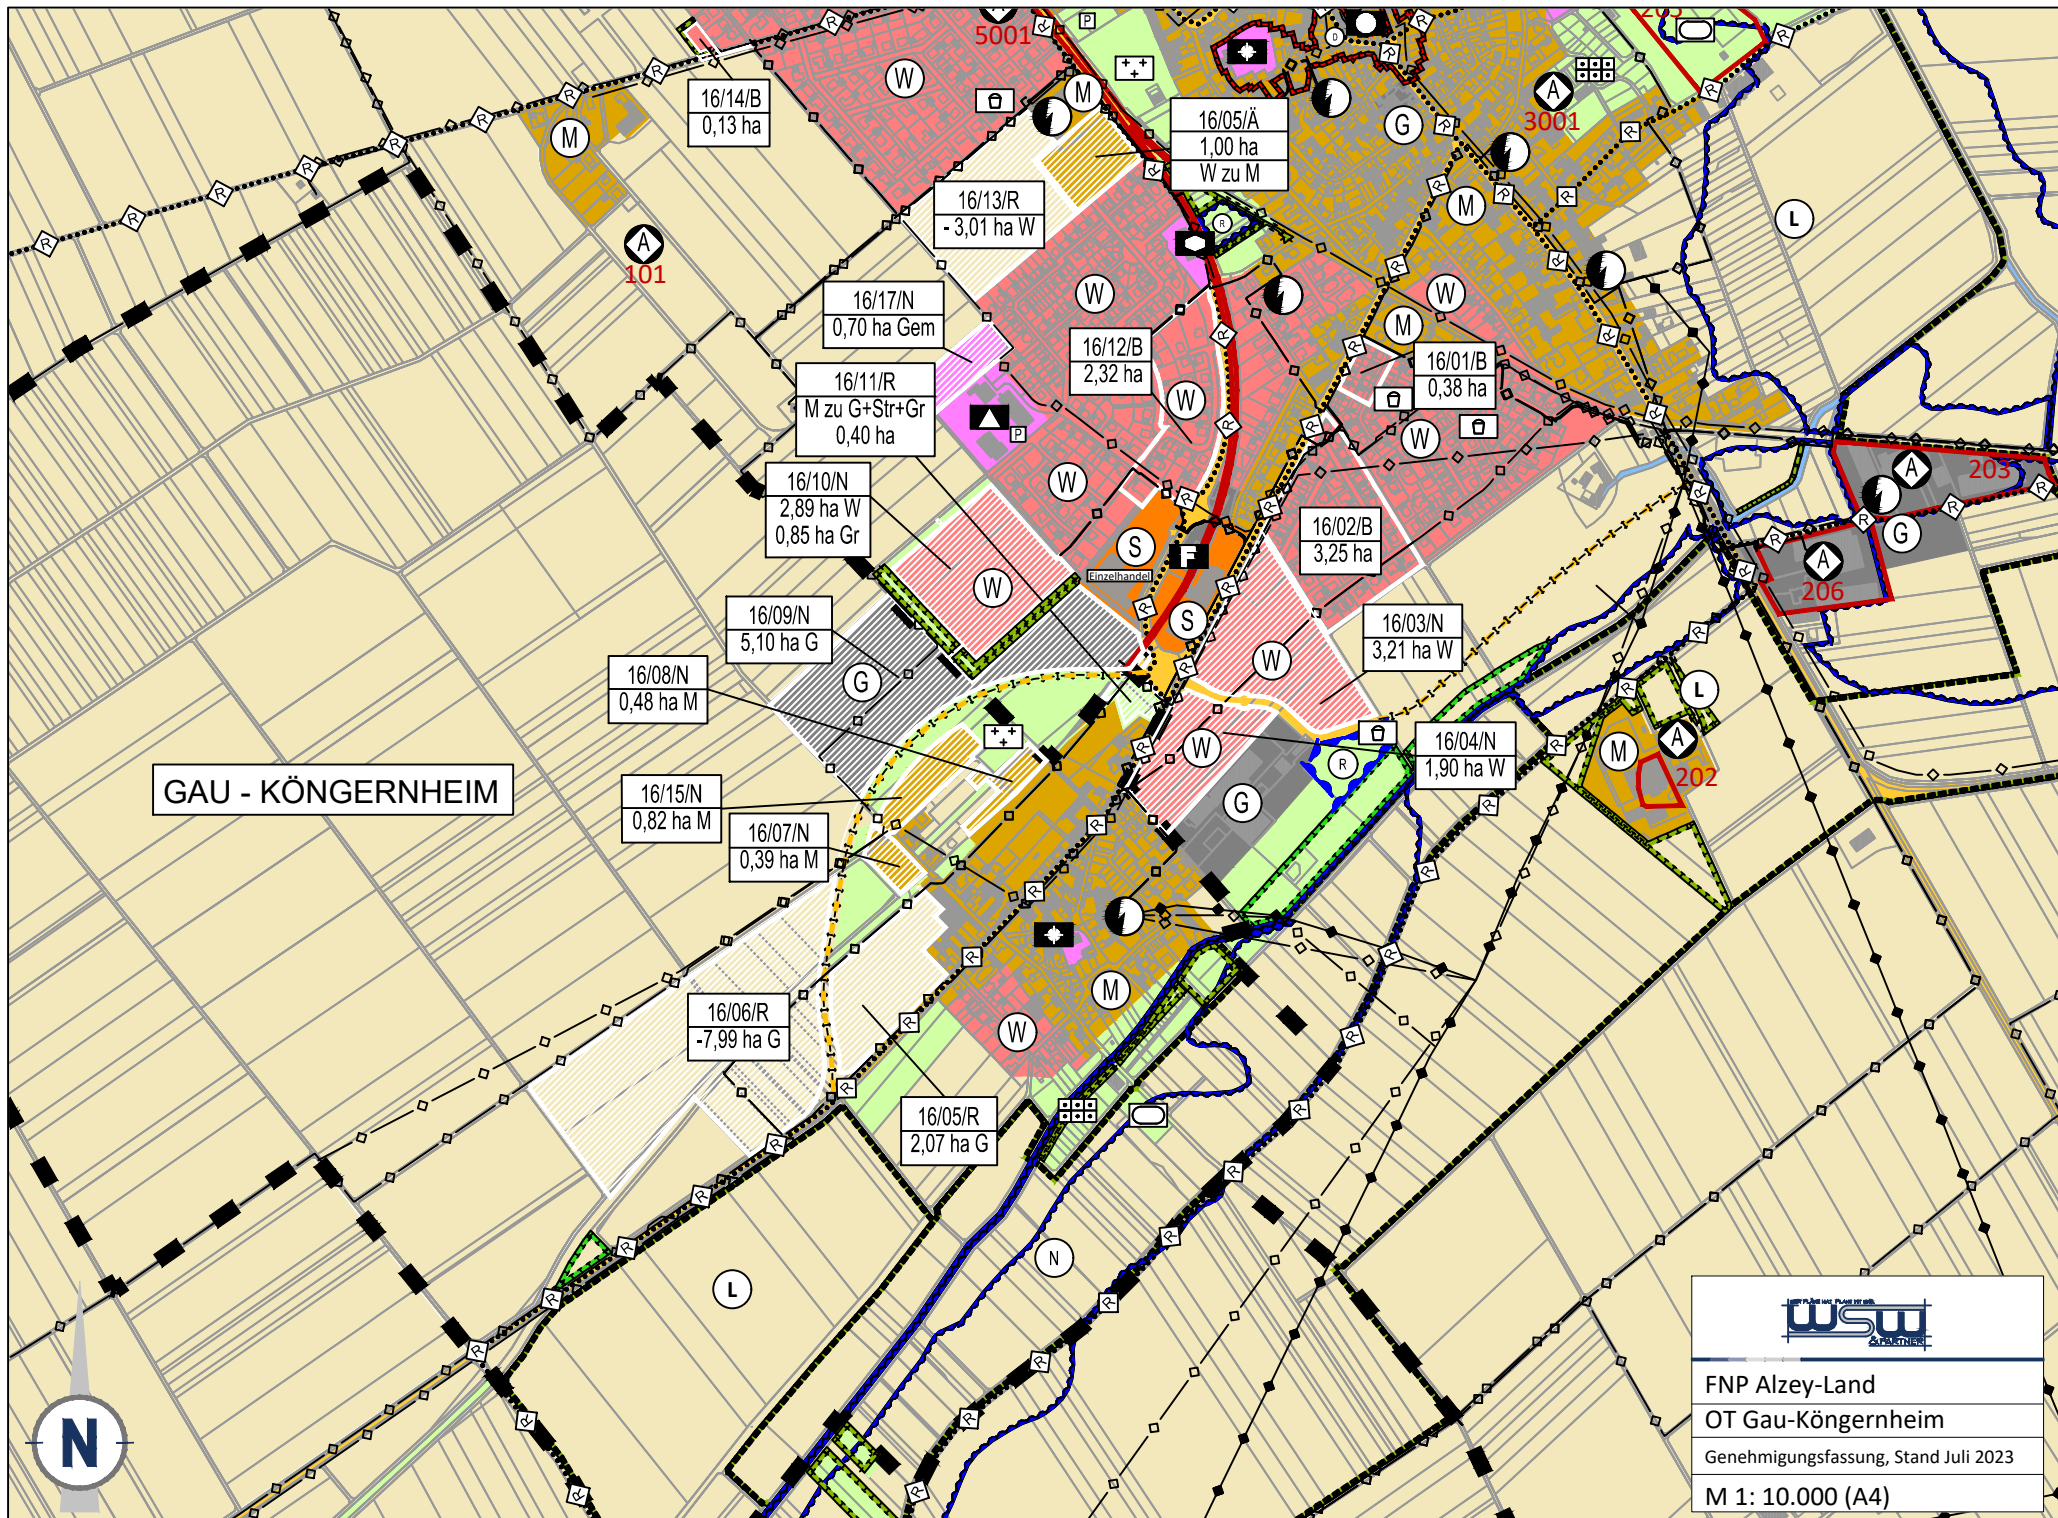 5001
203
W
M
P
16/14/B
0,13 ha
M
16/05/Ä
1,00 ha
W zu M
G
A
3001
16/13/R
- 3,01 ha W
M
L
A
101
16/17/N
0,70 ha Gem
W
W
M
16/12/B
2,32 ha
16/01/B
0,38 ha
16/11/R
M zu G+Str+Gr
0,40 ha
W
W
P
A
203
16/10/N
2,89 ha W
0,85 ha Gr
W
S
Einzelhandel
F
16/02/B
3,25 ha
G
A
206
W
16/09/N
5,10 ha G
S
16/03/N
3,21 ha W
W
16/08/N
0,48 ha M
G
L
W
16/04/N
1,90 ha W
M
A
202
R
GAU - KÖNGERNHEIM
16/15/N
0,82 ha M
G
16/07/N
0,39 ha M
M
16/06/R
-7,99 ha G
W
16/05/R
2,07 ha G
N
L
N
WSW
& PARTNER
FNP Alzey-Land
OT Gau-Köngernheim
Genehmigungsfassung, Stand Juli 2023
M 1: 10.000 (A4)